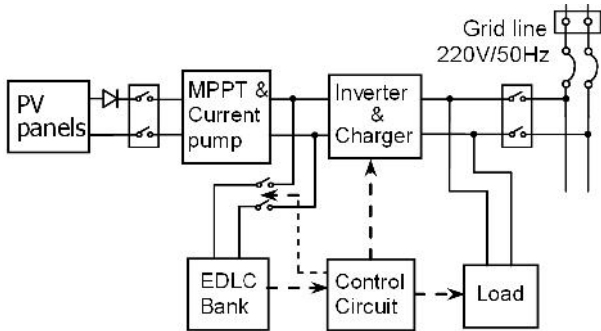 Grid line
220V/50Hz
PV
panels
MPPT &
Current
pump
Inverter
&
Charger
EDLC
Bank
Control
Circuit
Load